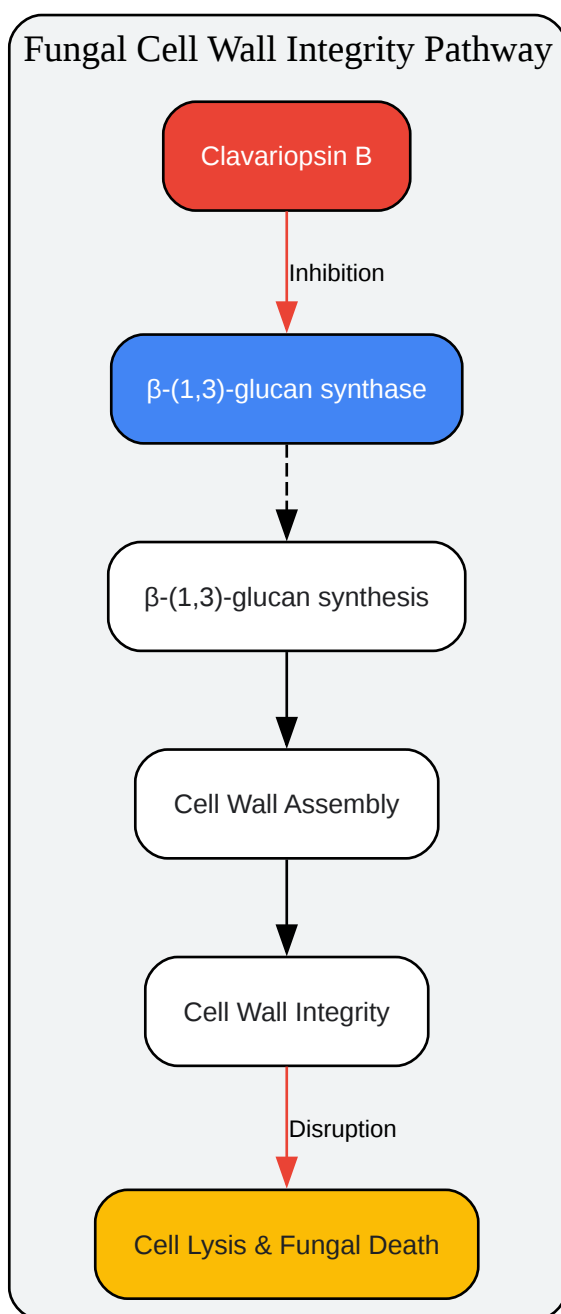 Fungal Cell Wall Integrity Pathway
Clavariopsin B
Inhibition
β-(1,3)-glucan synthase
β-(1,3)-glucan synthesis
Cell Wall Assembly
Cell Wall Integrity
Disruption
Cell Lysis & Fungal Death